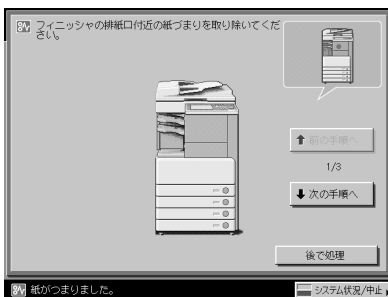 フィニッシャの排紙口付近の紙づまりを取り除いてくだ
さい。
前の手順へ
1/3
次の手順へ
後で処理
紙がつまりました。
システム状況/中止